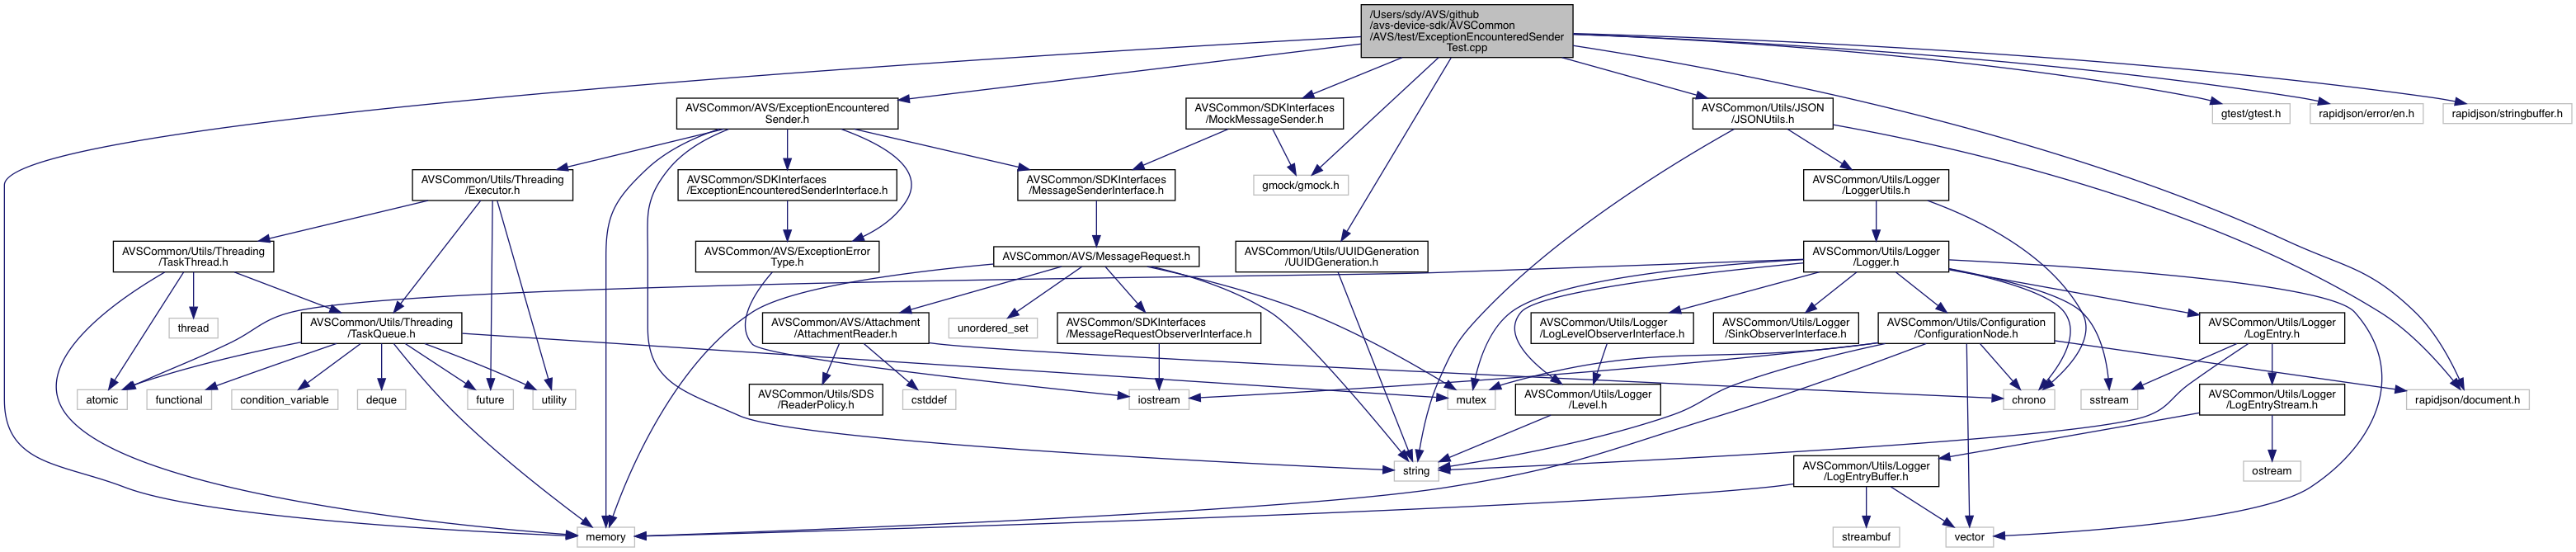 /Users/sdy/AVS/github
/avs-device-sdk/AVSCommon
/AVS/test/ExceptionEncounteredSender
Test.cpp
AVSCommon/AVS/ExceptionEncountered
Sender.h
AVSCommon/SDKInterfaces
/MockMessageSender.h
AVSCommon/Utils/JSON
/JSONUtils.h
gtest/gtest.h
rapidjson/error/en.h
rapidjson/stringbuffer.h
AVSCommon/Utils/Threading
/Executor.h
AVSCommon/SDKInterfaces
/ExceptionEncounteredSenderInterface.h
AVSCommon/SDKInterfaces
/MessageSenderInterface.h
gmock/gmock.h
AVSCommon/Utils/Logger
/LoggerUtils.h
AVSCommon/Utils/Threading
/TaskThread.h
AVSCommon/AVS/ExceptionError
Type.h
AVSCommon/AVS/MessageRequest.h
AVSCommon/Utils/UUIDGeneration
/UUIDGeneration.h
AVSCommon/Utils/Logger
/Logger.h
thread
AVSCommon/Utils/Threading
/TaskQueue.h
AVSCommon/AVS/Attachment
/AttachmentReader.h
unordered_set
AVSCommon/SDKInterfaces
/MessageRequestObserverInterface.h
AVSCommon/Utils/Logger
/LogLevelObserverInterface.h
AVSCommon/Utils/Logger
/SinkObserverInterface.h
AVSCommon/Utils/Configuration
/ConfigurationNode.h
AVSCommon/Utils/Logger
/LogEntry.h
atomic
functional
condition_variable
deque
future
utility
AVSCommon/Utils/SDS
/ReaderPolicy.h
cstddef
iostream
mutex
AVSCommon/Utils/Logger
/Level.h
chrono
sstream
AVSCommon/Utils/Logger
/LogEntryStream.h
rapidjson/document.h
string
AVSCommon/Utils/Logger
/LogEntryBuffer.h
ostream
memory
streambuf
vector